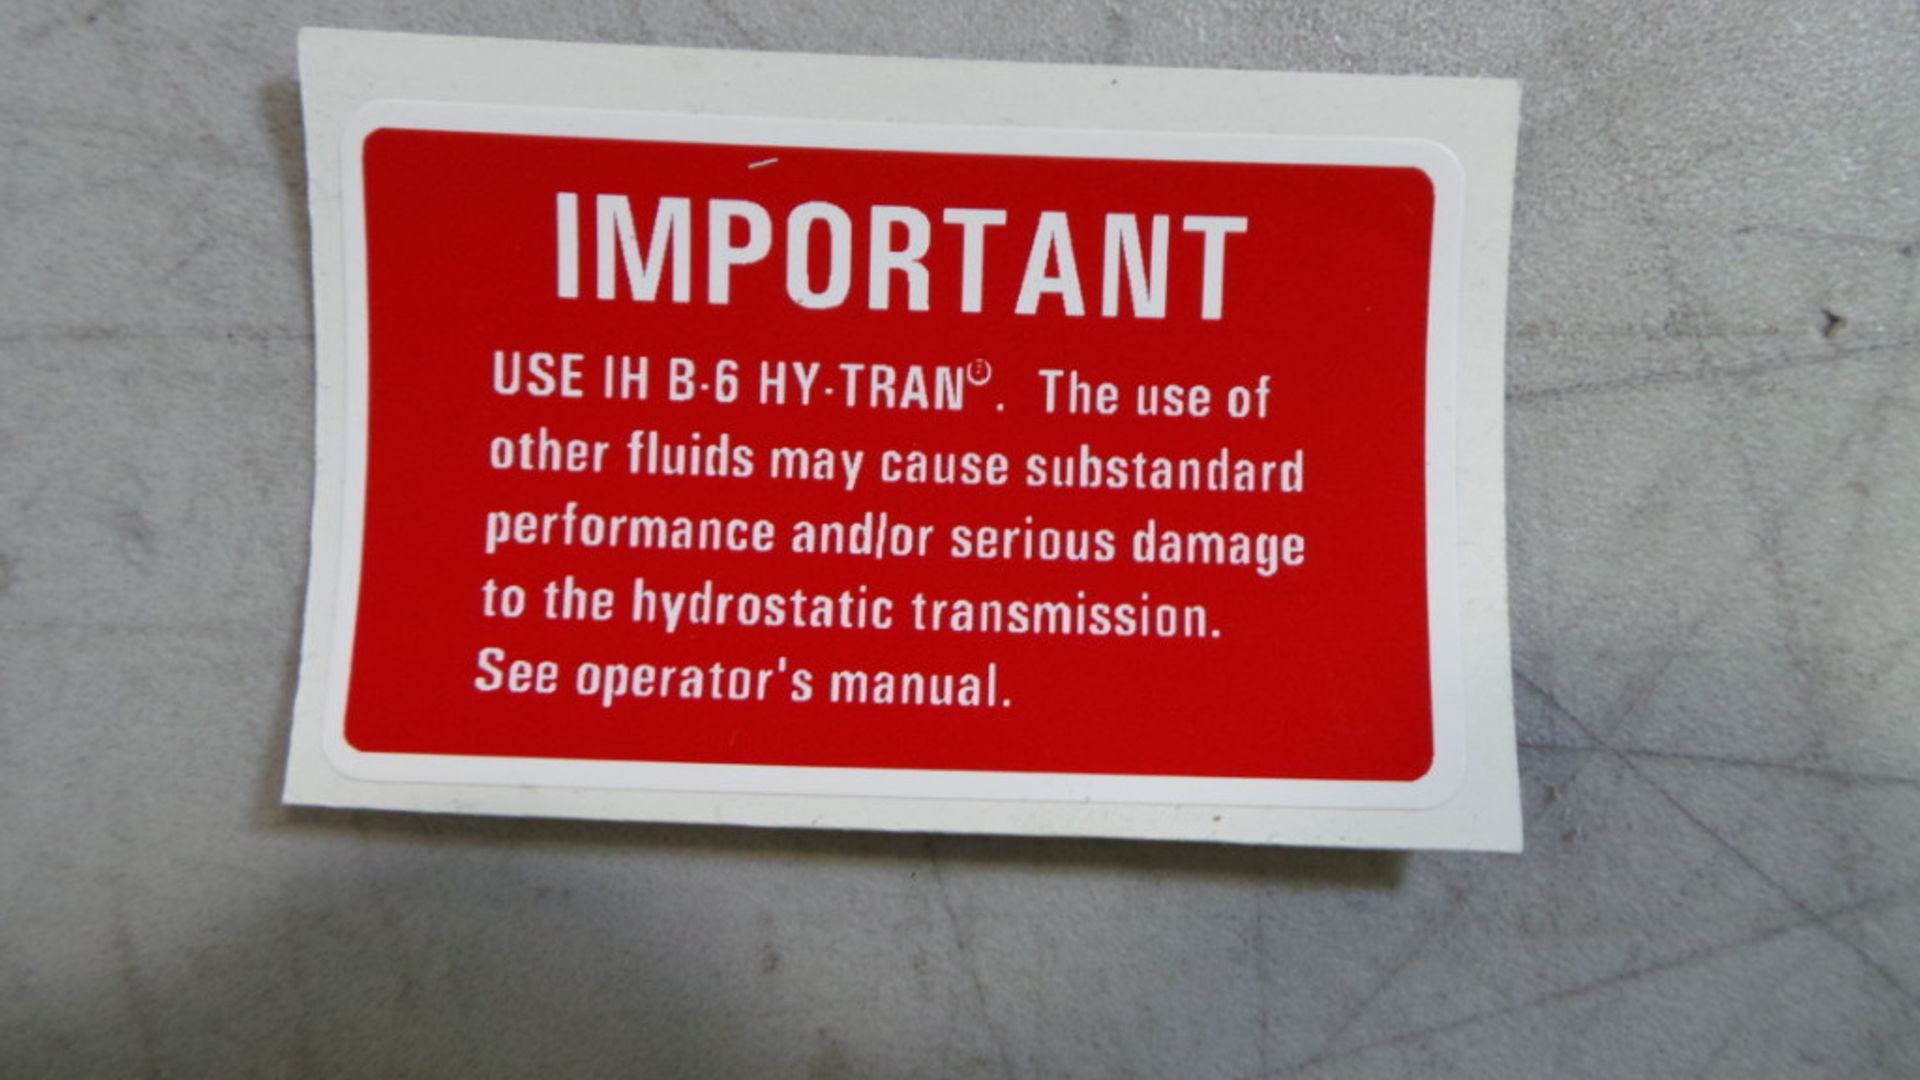 IMPORTANT
USE IH B-6 HY-TRAN®. The use of
other fluids may cause substandard
performance and/or serious damage
to the hydrostatic transmission.
See operator's manual.